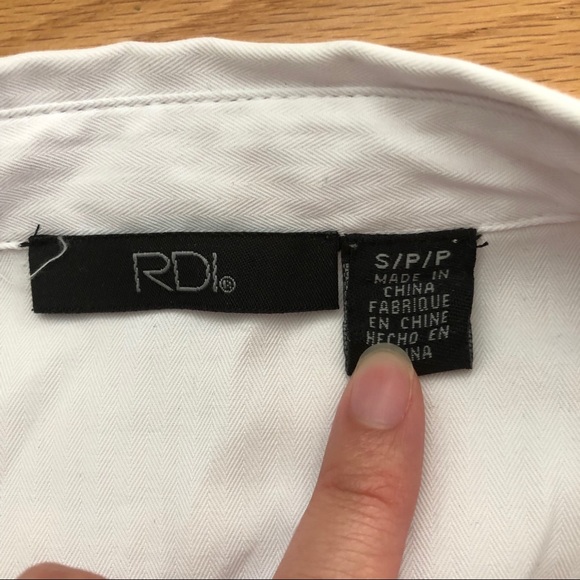 RDI®
S/P/P
MADE IN
CHINA
FABRIQUE
EN CHINE
HECHO EN